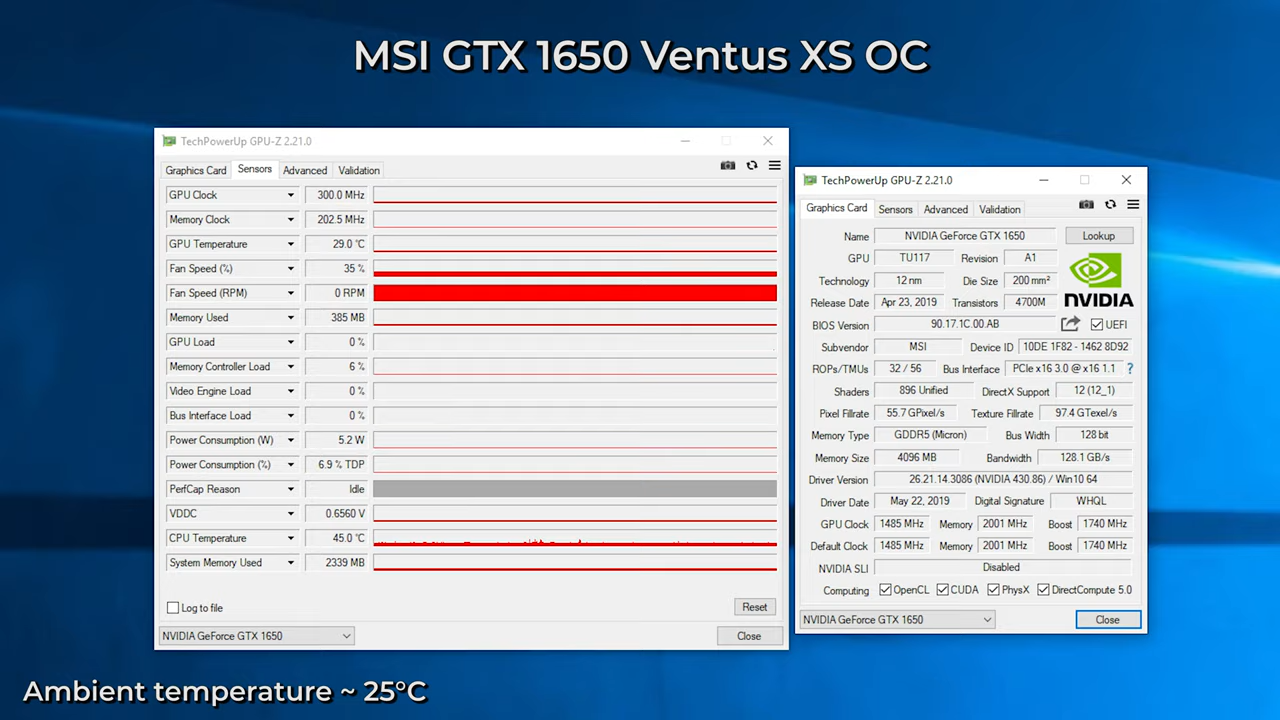 MSI GTX 1650 Ventus XS OC
TechPowerUp GPU-Z 2.21.0
Graphics Card Sensors Advanced Validation
GPU Clock 300.0 MHz
Memory Clock 202.5 MHz
GPU Temperature 29.0 °C
Fan Speed (%) 35 %
Fan Speed (RPM) 0 RPM
Memory Used 385 MB
GPU Load 0 %
Memory Controller Load 6 %
Video Engine Load 0 %
Bus Interface Load 0 %
Power Consumption (W) 5.2 W
Power Consumption (%) 6.9 % TDP
PerfCap Reason Idle
VDDC 0.6560 V
CPU Temperature 45.0 °C
System Memory Used 2339 MB
Log to file Reset
NVIDIA GeForce GTX 1650 Close
TechPowerUp GPU-Z 2.21.0
Graphics Card Sensors Advanced Validation
Name NVIDIA GeForce GTX 1650 Lookup
GPU TU117 Revision A1
Technology 12 nm Die Size 200 mm²
Release Date Apr 23, 2019 Transistors 4700M
NVIDIA
BIOS Version 90.17.1C.00.AB UEFI
Subvendor MSI Device ID 10DE 1F82 - 1462 8D92
ROPs/TMUs 32 / 56 Bus Interface PCIe x16 3.0 @ x16 1.1 ?
Shaders 896 Unified DirectX Support 12 (12_1)
Pixel Fillrate 55.7 GPixel/s Texture Fillrate 97.4 GTexel/s
Memory Type GDDR5 (Micron) Bus Width 128 bit
Memory Size 4096 MB Bandwidth 128.1 GB/s
Driver Version 26.21.14.3086 (NVIDIA 430.86) / Win10 64
Driver Date May 22, 2019 Digital Signature WHQL
GPU Clock 1485 MHz Memory 2001 MHz Boost 1740 MHz
Default Clock 1485 MHz Memory 2001 MHz Boost 1740 MHz
NVIDIA SLI Disabled
Computing OpenCL CUDA PhysX DirectCompute 5.0
NVIDIA GeForce GTX 1650 Close
Ambient temperature ~ 25°C